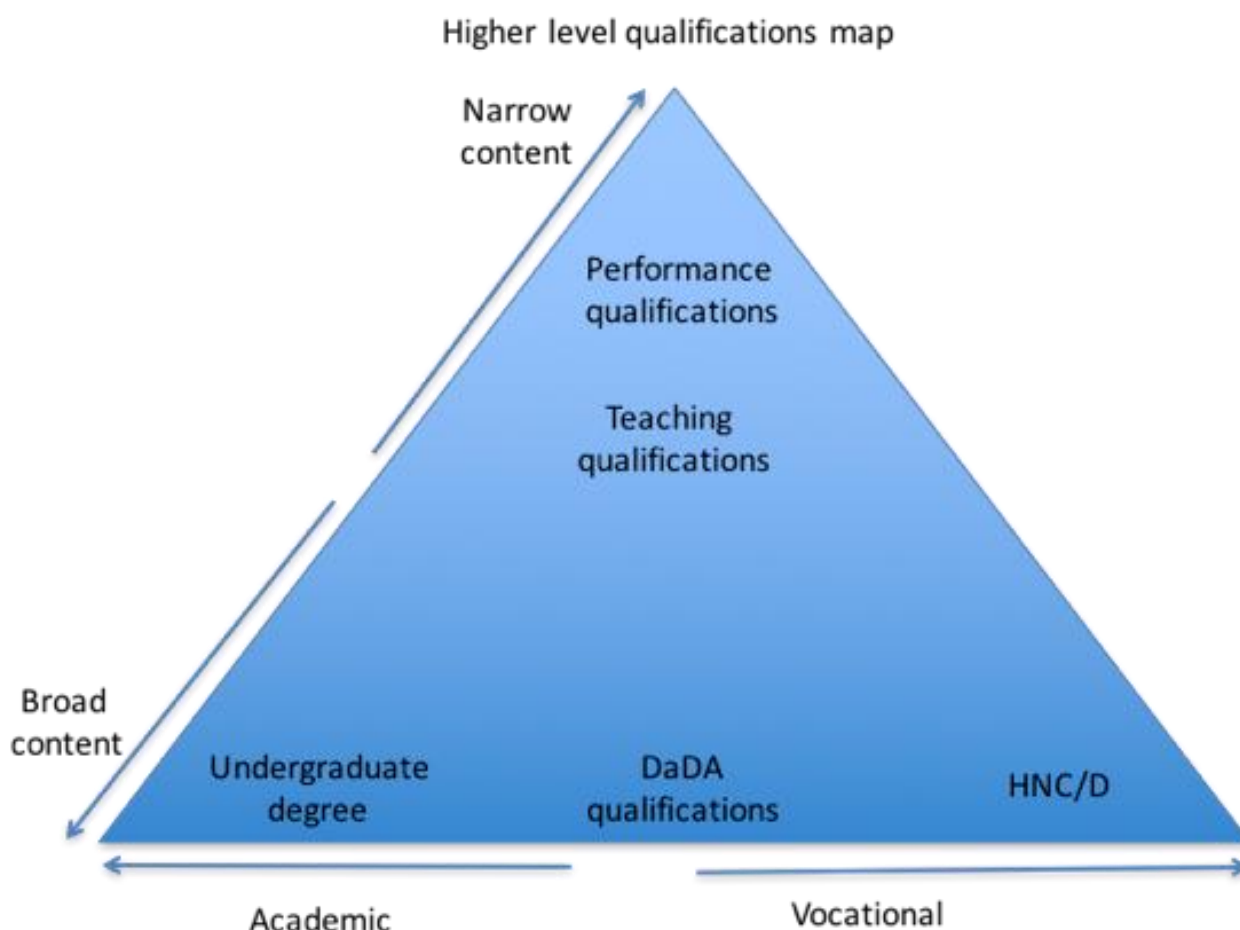 Higher level qualifications map
Narrow
content
Performance
qualifications
Teaching
qualifications
Broad
content
Undergraduate
degree
DaDA
qualifications
HNC/D
Academic
Vocational